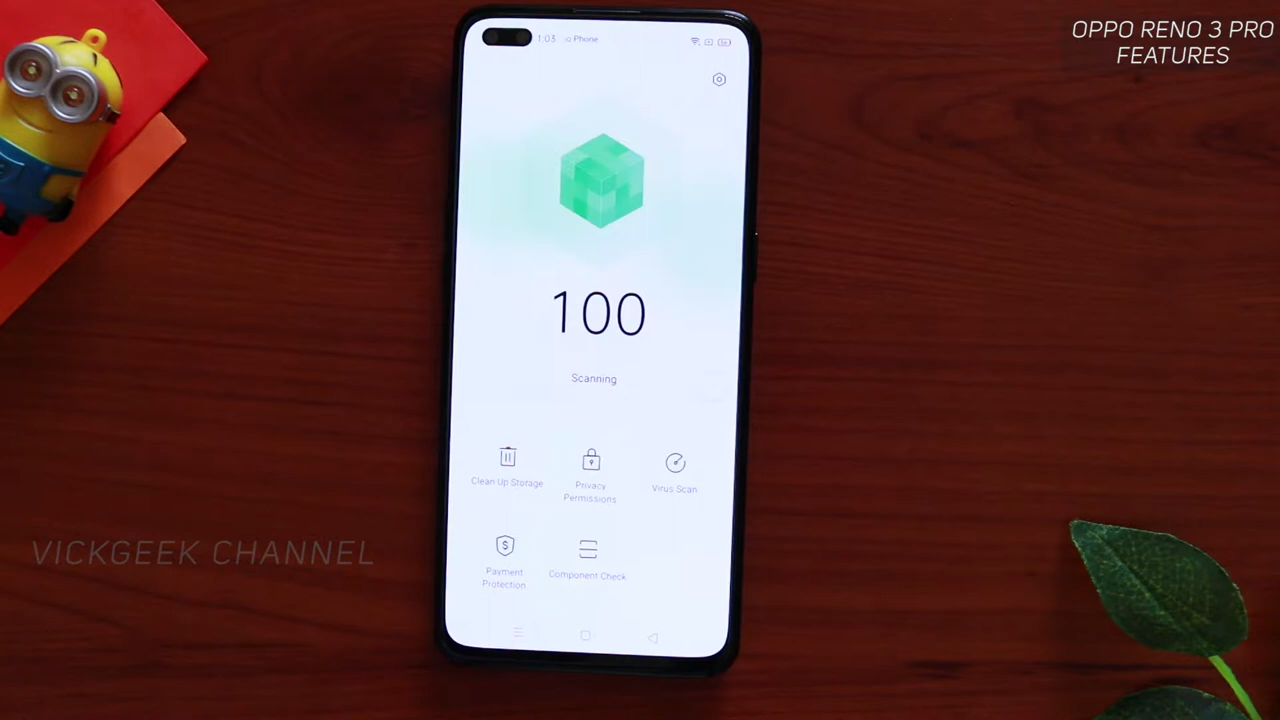 OPPO RENO 3 PRO
FEATURES
1:03
Phone
100
Scanning
Clean Up Storage
Privacy
Permissions
Virus Scan
Payment
Protection
Component Check
VICKGEEK CHANNEL